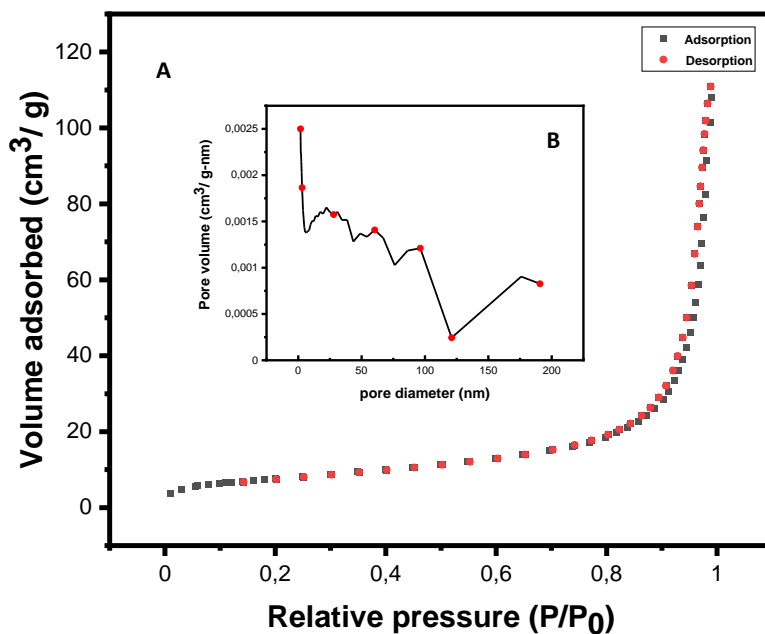 A
Adsorption
Desorption
Volume adsorbed (cm³/ g)
120
100
80
60
40
20
0
0 0,2 0,4 0,6 0,8 1
Relative pressure (P/P₀)
B
Pore volume (cm³/ g-nm)
0,0025
0,002
0,0015
0,001
0,0005
0
0 50 100 150 200
pore diameter (nm)